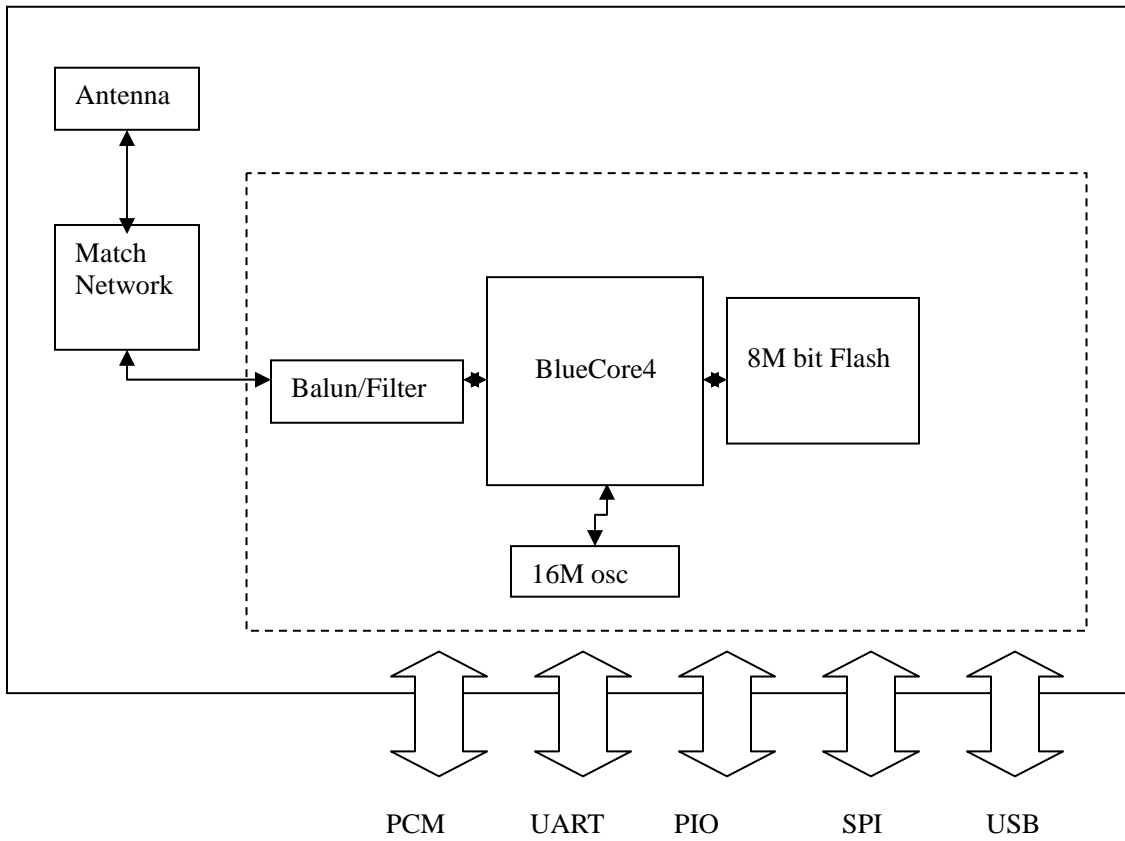 Antenna
Match
Network
Balun/Filter
BlueCore4
8M bit Flash
16M osc
PCM
UART
PIO
SPI
USB